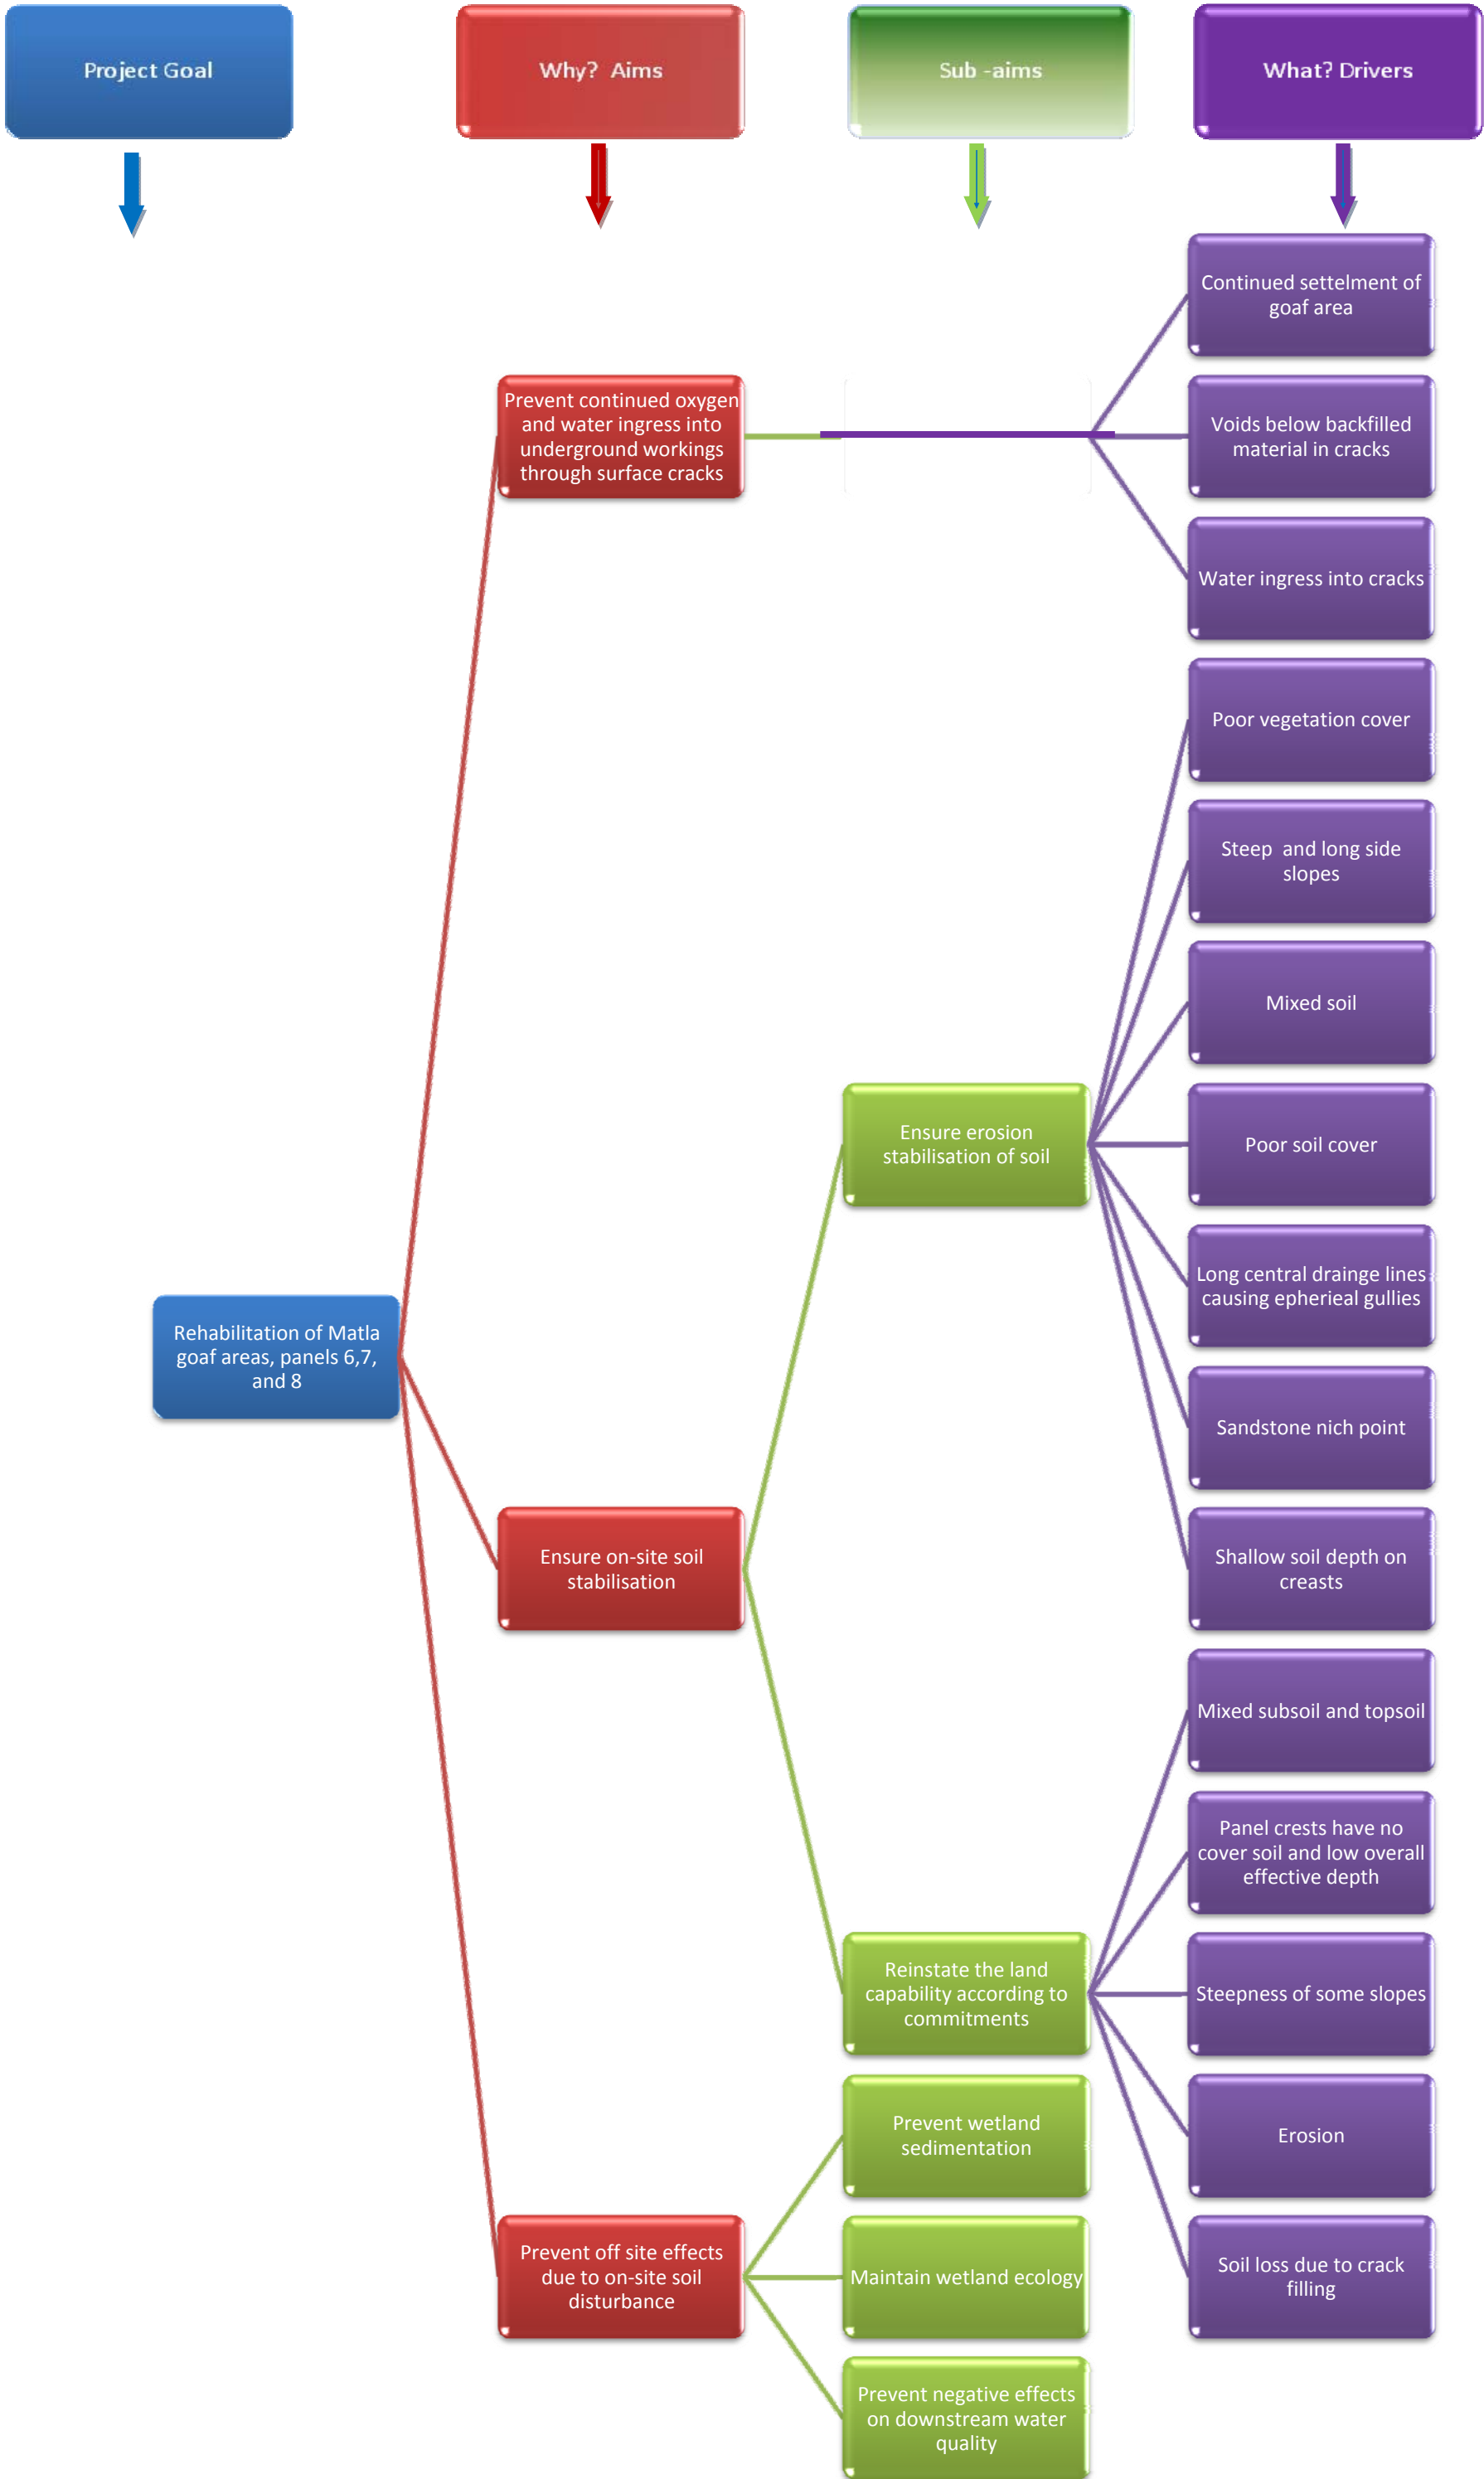 Project Goal
Why? Aims
Sub -aims
What? Drivers
Continued settelment of
goaf area
Prevent continued oxygen
and water ingress into
underground workings
through surface cracks
Voids below backfilled
material in cracks
Water ingress into cracks
Poor vegetation cover
Steep and long side
slopes
Mixed soil
Ensure erosion
stabilisation of soil
Poor soil cover
Long central drainge lines
causing epherieal gullies
Rehabilitation of Matla
goaf areas, panels 6,7,
and 8
Sandstone nich point
Ensure on-site soil
stabilisation
Shallow soil depth on
creasts
Mixed subsoil and topsoil
Panel crests have no
cover soil and low overall
effective depth
Reinstate the land
capability according to
commitments
Steepness of some slopes
Prevent wetland
sedimentation
Erosion
Prevent off site effects
due to on-site soil
disturbance
Maintain wetland ecology
Soil loss due to crack
filling
Prevent negative effects
on downstream water
quality